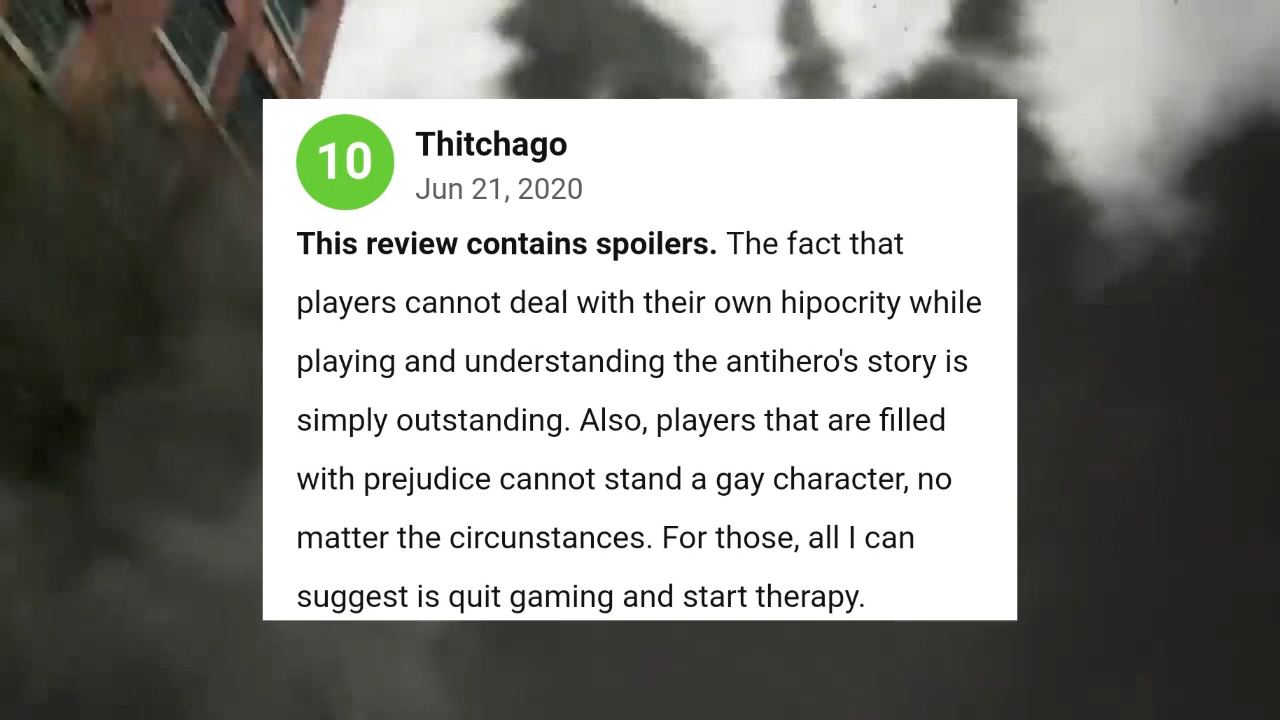 10
Thitchago
Jun 21, 2020
This review contains spoilers. The fact that
players cannot deal with their own hipocrity while
playing and understanding the antihero's story is
simply outstanding. Also, players that are filled
with prejudice cannot stand a gay character, no
matter the circunstances. For those, all I can
suggest is quit gaming and start therapy.